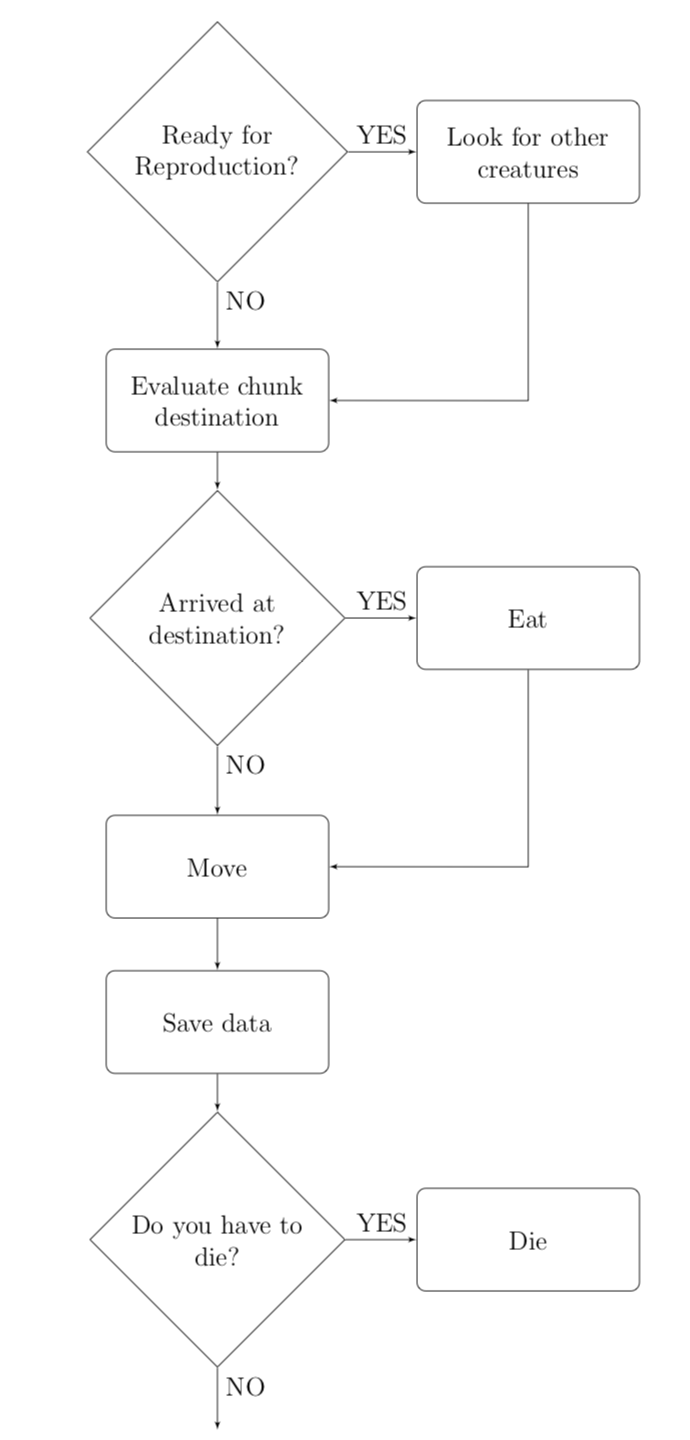 Ready for
Reproduction?
YES
Look for other
creatures
NO
Evaluate chunk
destination
Arrived at
destination?
YES
Eat
NO
Move
Save data
Do you have to
die?
YES
Die
NO